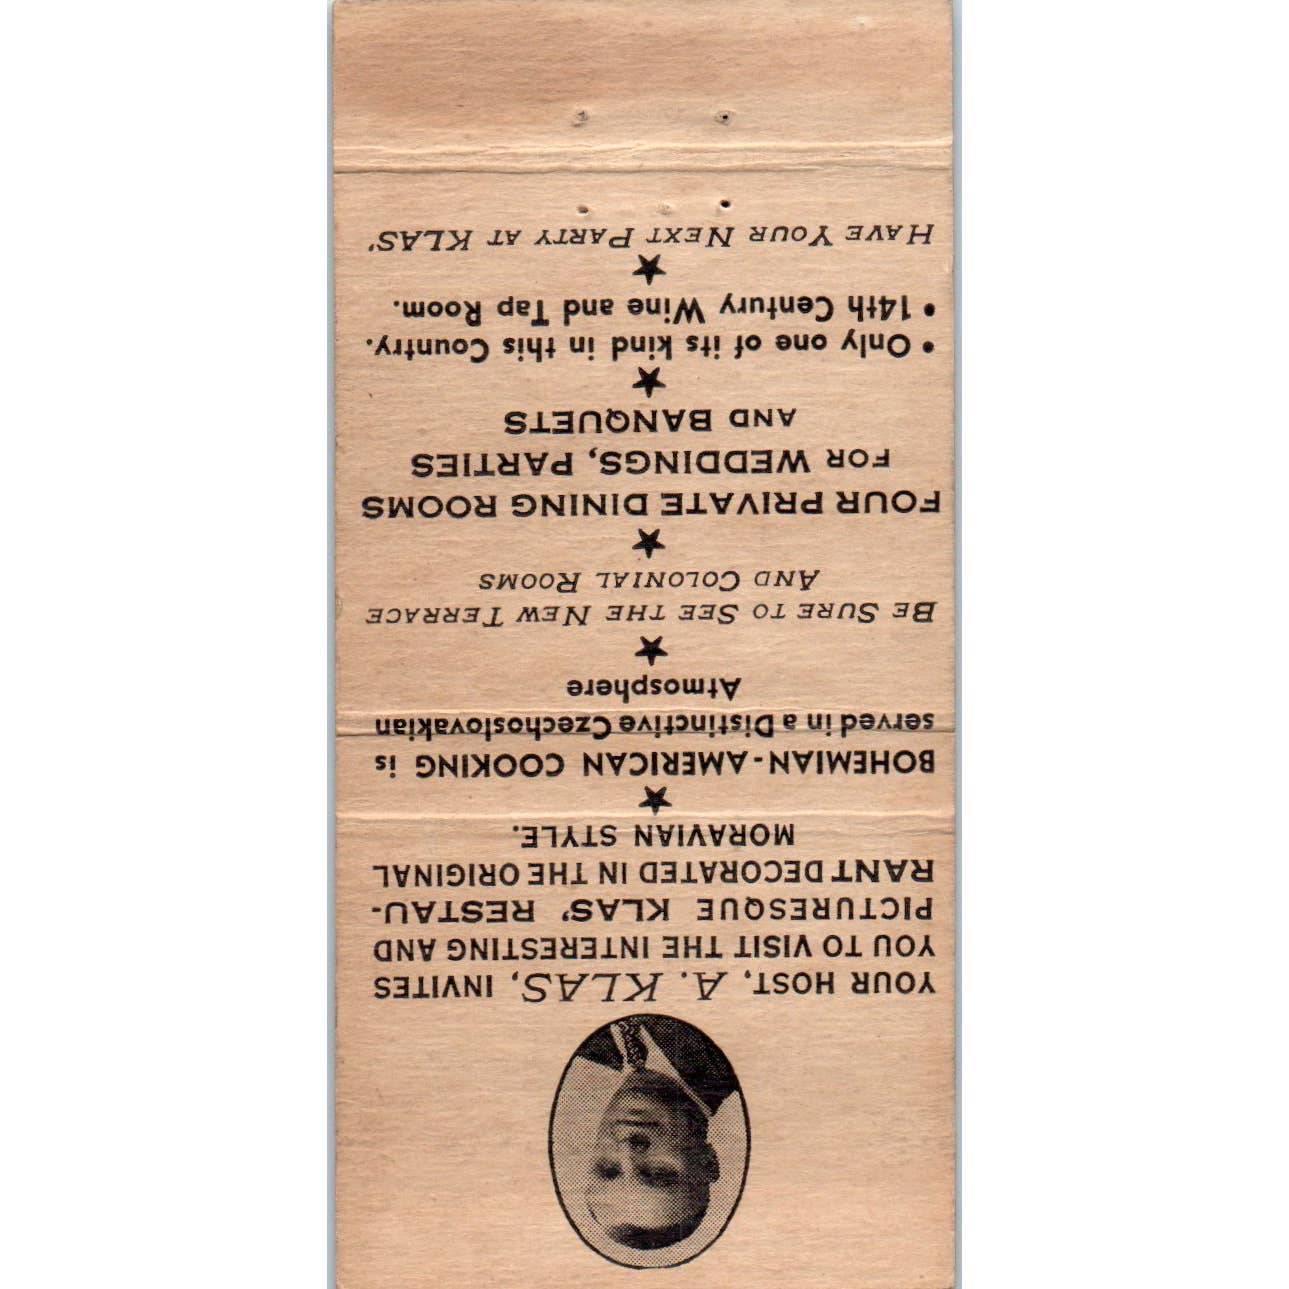 YOUR HOST, A. KLAS, INVITES
YOU TO VISIT THE INTERESTING AND
PICTURESQUE KLAS' RESTAU-
RANT DECORATED IN THE ORIGINAL
MORAVIAN STYLE.
BOHEMIAN-AMERICAN COOKING is
served in a Distinctive Czechoslovakian
Atmosphere
BE SURE TO SEE THE NEW TERRACE
AND COLONIAL ROOMS
FOUR PRIVATE DINING ROOMS
FOR WEDDINGS, PARTIES
AND BANQUETS
• Only one of its kind in this Country.
• 14th Century Wine and Tap Room.
HAVE YOUR NEXT PARTY AT KLAS'